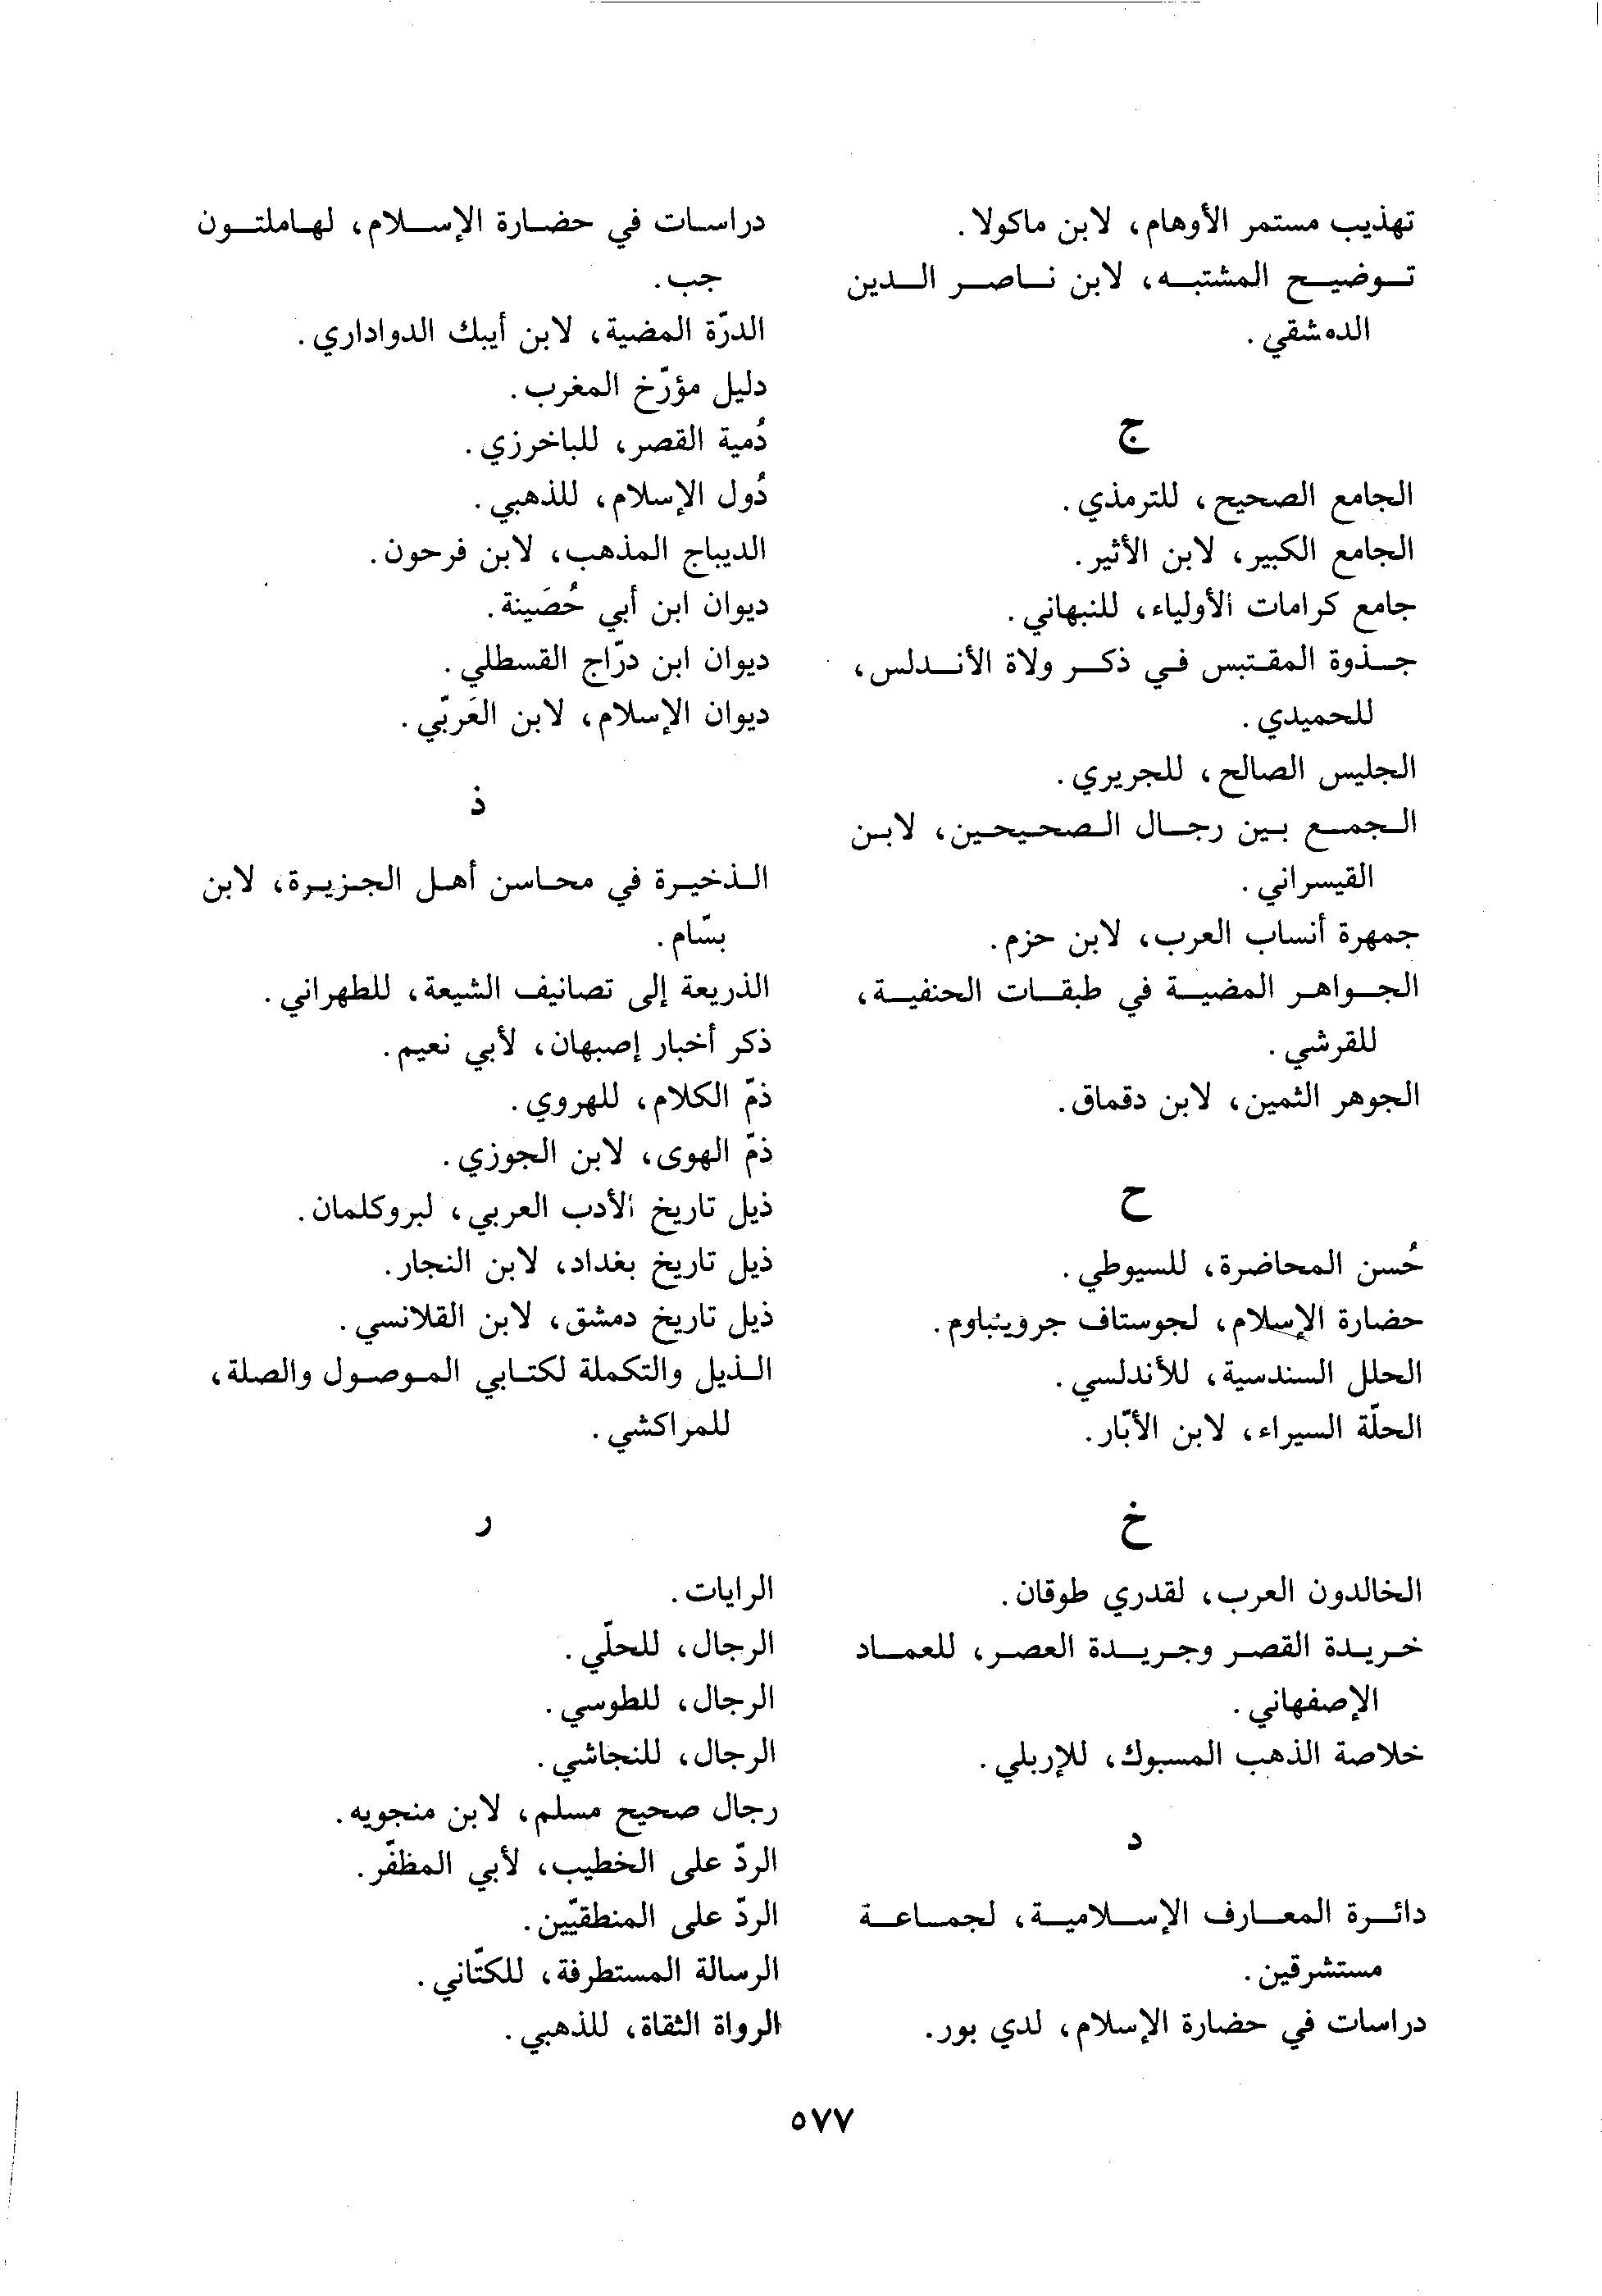 تهذيب مستمر الأوهام، لابن ماكولا.
توضيح المشتبه، لابن ناصر الدين
الدمشقي.
ج
الجامع الصحيح، للترمذي.
الجامع الكبير، لابن الأثير.
جامع كرامات الأولياء، للنبهاني.
جذوة المقتبس في ذكر ولاة الأندلس،
للحميدي.
الجليس الصالح، للجريري.
الجمع بين رجال الصحيحين، لابن
القيسراني.
جمهرة أنساب العرب، لابن حزم.
الجواهر المضية في طبقات الحنفية،
للقرشي.
الجوهر الثمين، لابن دقماق.
ح
حُسن المحاضرة، للسيوطي.
حضارة الإسلام، لجوستاف جروينباوم.
الحلل السندسية، للأندلسي.
الحلّة السيراء، لابن الأبّار.
خ
الخالدون العرب، لقدري طوقان.
خريدة القصر وجريدة العصر، للعماد
الإصفهاني.
خلاصة الذهب المسبوك، للإربلي.
د
دائرة المعارف الإسلامية، لجماعة
مستشرقين.
دراسات في حضارة الإسلام، لدي بور.
دراسات في حضارة الإسلام، لهاملتون
جب.
الدرّة المضية، لابن أيبك الدواداري.
دليل مؤرّخ المغرب.
دُمية القصر، للباخرزي.
دُول الإسلام، للذهبي.
الديباج المذهب، لابن فرحون.
ديوان ابن أبي حُصَينة.
ديوان ابن درّاج القسطلي.
ديوان الإسلام، لابن العَربّي.
ذ
الذخيرة في محاسن أهل الجزيرة، لابن
بسّام.
الذريعة إلى تصانيف الشيعة، للطهراني.
ذكر أخبار إصبهان، لأبي نعيم.
ذمّ الكلام، للهروي.
ذمّ الهوى، لابن الجوزي.
ذيل تاريخ الأدب العربي، لبروكلمان.
ذيل تاريخ بغداد، لابن النجار.
ذيل تاريخ دمشق، لابن القلانسي.
الذيل والتكملة لكتابي الموصول والصلة،
للمراكشي.
ر
الرايات.
الرجال، للحلّي.
الرجال، للطوسي.
الرجال، للنجاشي.
رجال صحيح مسلم، لابن منجويه.
الردّ على الخطيب، لأبي المظفّر.
الردّ على المنطقيّين.
الرسالة المستطرفة، للكتّاني.
الرواة الثقاة، للذهبي.
٥٧٧